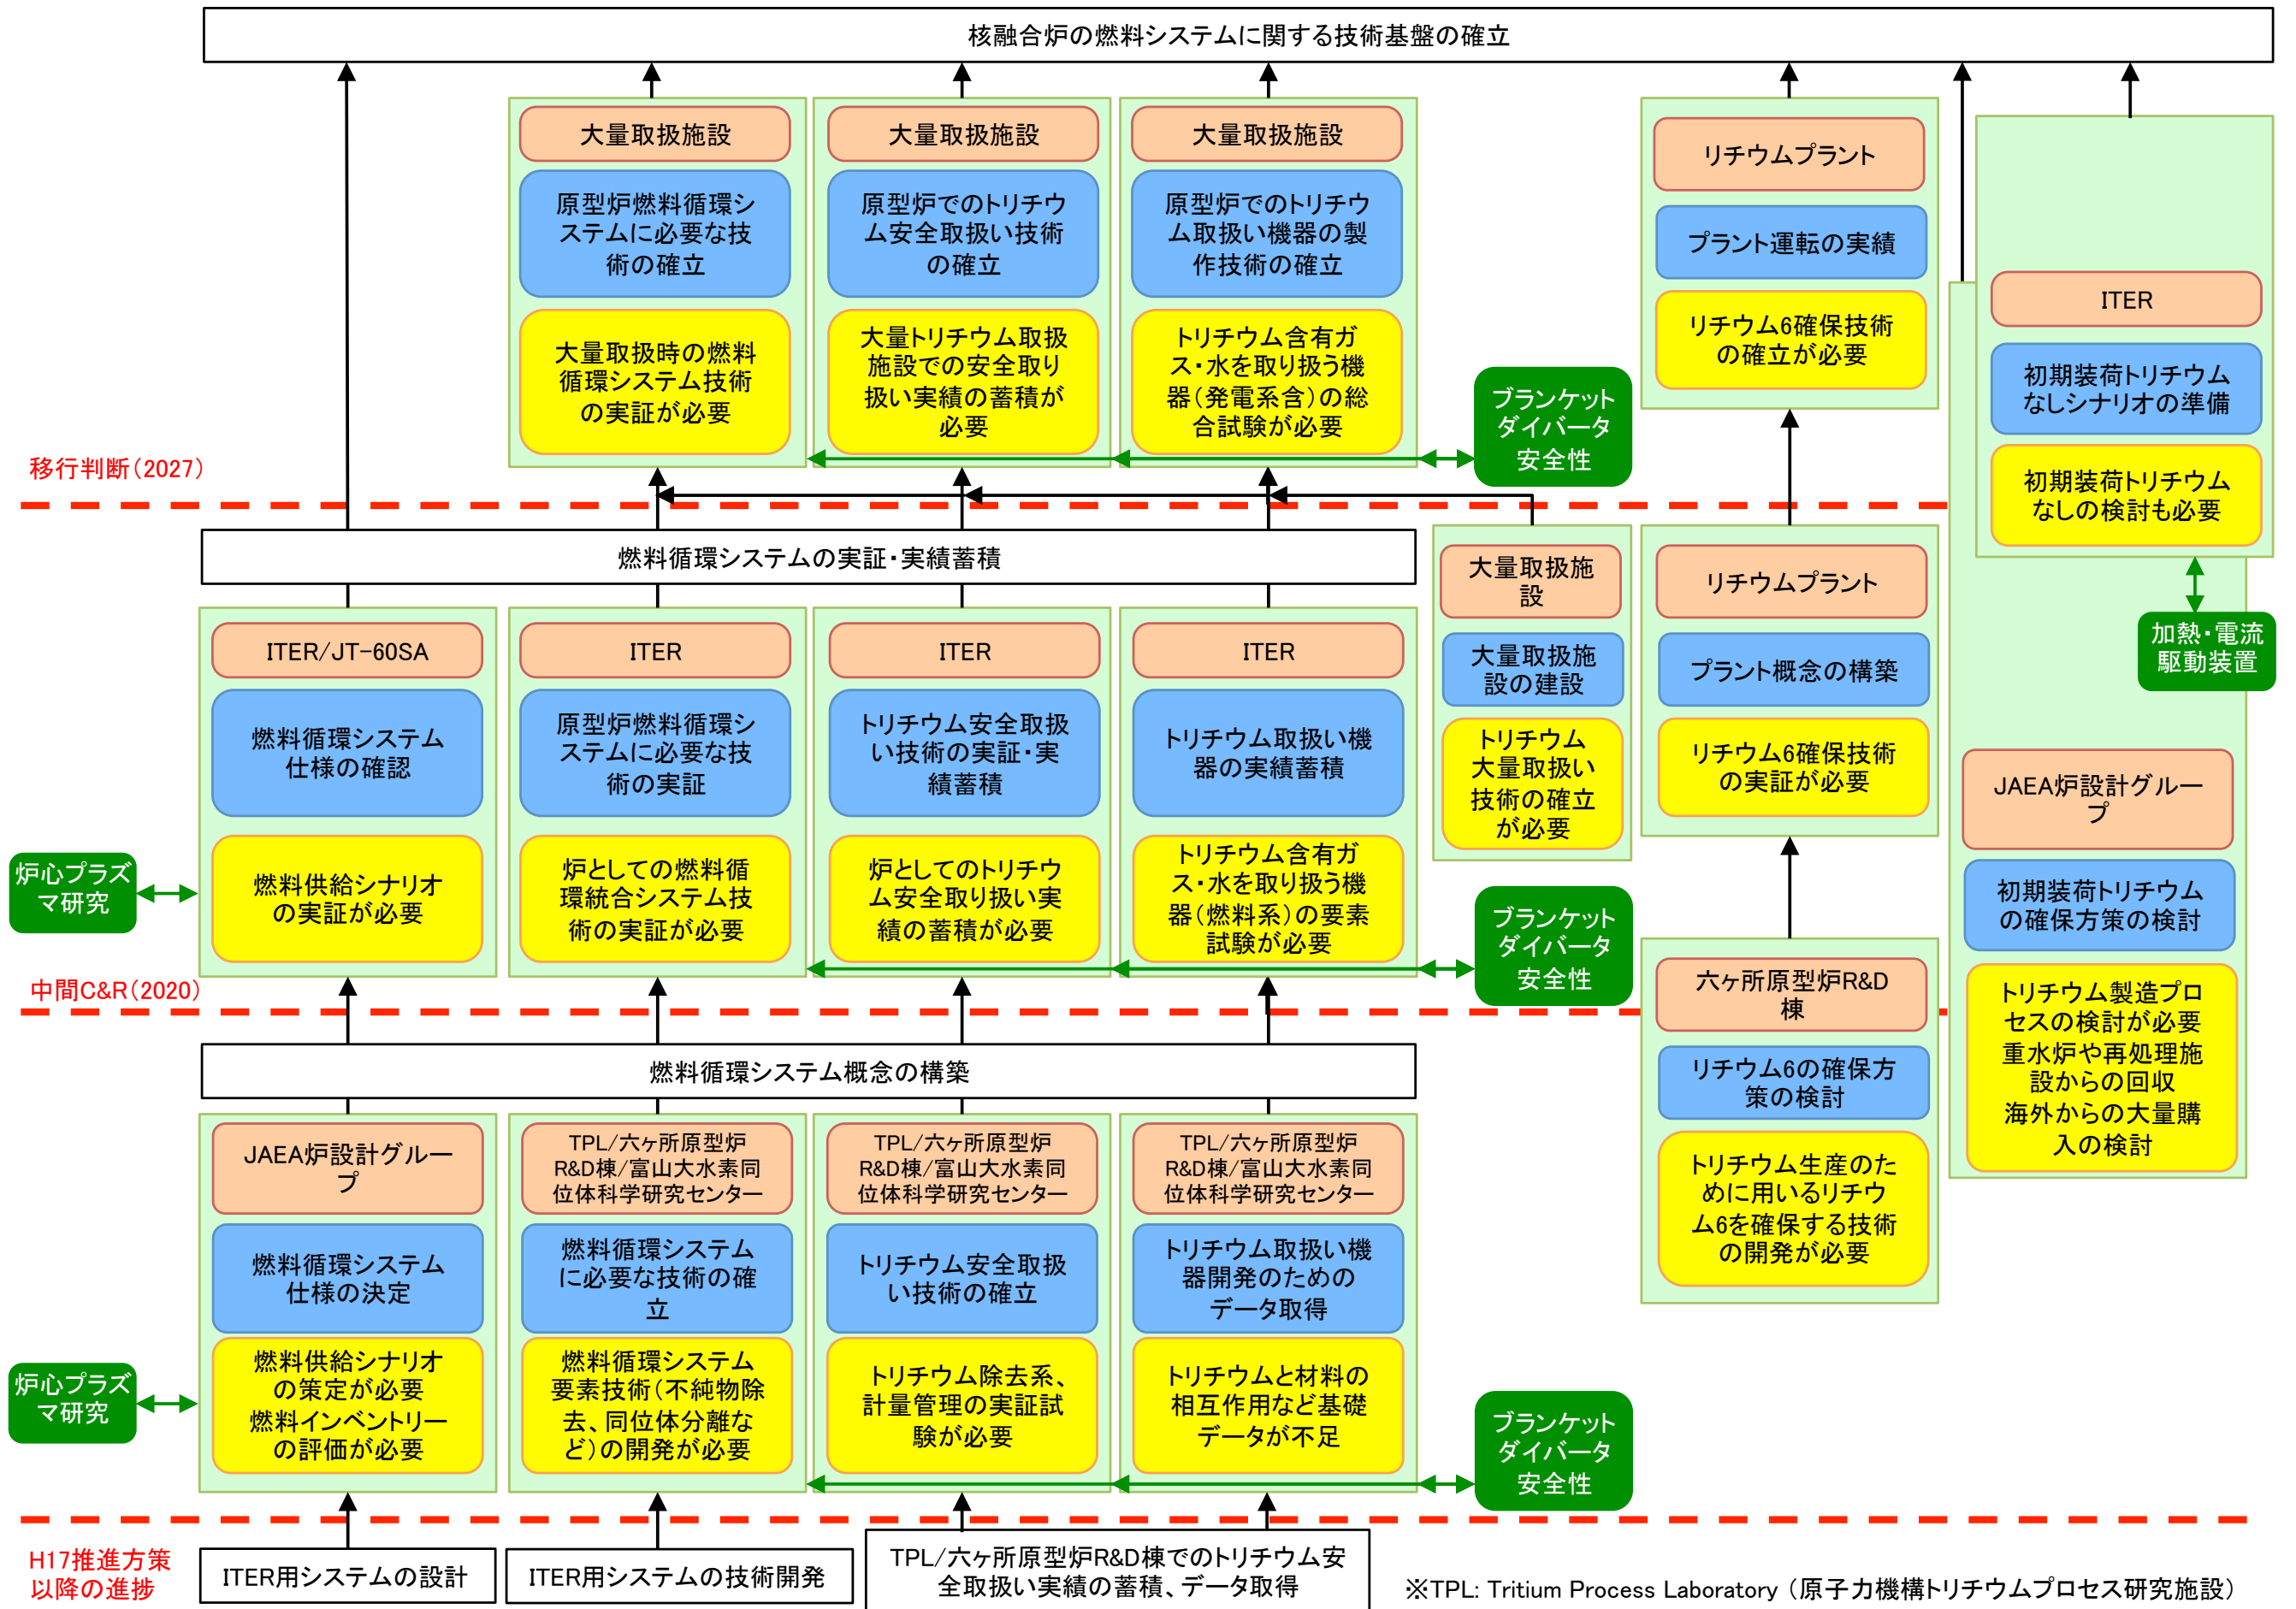 核融合炉の燃料システムに関する技術基盤の確立
大量取扱施設
原型炉燃料循環シ
ステムに必要な技
術の確立
大量取扱時の燃料
循環システム技術
の実証が必要
大量取扱施設
原型炉でのトリチウ
ム安全取扱い技術
の確立
大量トリチウム取扱
施設での安全取り
扱い実績の蓄積が
必要
大量取扱施設
原型炉でのトリチウ
ム取扱い機器の製
作技術の確立
トリチウム含有ガ
ス・水を取り扱う機
器（発電系含）の総
合試験が必要
ブランケット
ダイバータ
安全性
リチウムプラント
プラント運転の実績
リチウム6確保技術
の確立が必要
ITER
初期装荷トリチウム
なしシナリオの準備
初期装荷トリチウム
なしの検討も必要
移行判断（2027）
燃料循環システムの実証・実績蓄積
炉心プラズ
マ研究
ITER/JT-60SA
燃料循環システム
仕様の確認
燃料供給シナリオ
の実証が必要
ITER
原型炉燃料循環シ
ステムに必要な技
術の実証
炉としての燃料循
環統合システム技
術の実証が必要
ITER
トリチウム安全取扱
い技術の実証・実
績蓄積
炉としてのトリチウ
ム安全取り扱い実
績の蓄積が必要
ITER
トリチウム取扱い機
器の実績蓄積
トリチウム含有ガ
ス・水を取り扱う機
器（燃料系）の要素
試験が必要
大量取扱施
設
大量取扱施
設の建設
トリチウム
大量取扱い
技術の確立
が必要
ブランケット
ダイバータ
安全性
リチウムプラント
プラント概念の構築
リチウム6確保技術
の実証が必要
加熱・電流
駆動装置
JAEA炉設計グルー
プ
初期装荷トリチウム
の確保方策の検討
トリチウム製造プロ
セスの検討が必要
重水炉や再処理施
設からの回収
海外からの大量購
入の検討
中間C&R（2020）
六ヶ所原型炉R&D
棟
リチウム6の確保方
策の検討
トリチウム生産のた
めに用いるリチウ
ム6を確保する技術
の開発が必要
燃料循環システム概念の構築
炉心プラズ
マ研究
JAEA炉設計グルー
プ
燃料循環システム
仕様の決定
燃料供給シナリオ
の策定が必要
燃料インベントリー
の評価が必要
TPL/六ヶ所原型炉
R&D棟/富山大水素同
位体科学研究センター
燃料循環システム
に必要な技術の確
立
燃料循環システム
要素技術（不純物除
去、同位体分離な
ど）の開発が必要
TPL/六ヶ所原型炉
R&D棟/富山大水素同
位体科学研究センター
トリチウム安全取扱
い技術の確立
トリチウム除去系、
計量管理の実証試
験が必要
TPL/六ヶ所原型炉
R&D棟/富山大水素同
位体科学研究センター
トリチウム取扱い機
器開発のための
データ取得
トリチウムと材料の
相互作用など基礎
データが不足
ブランケット
ダイバータ
安全性
H17推進方策
以降の進捗
ITER用システムの設計
ITER用システムの技術開発
TPL/六ヶ所原型炉R&D棟でのトリチウム安
全取扱い実績の蓄積、データ取得
※TPL: Tritium Process Laboratory （原子力機構トリチウムプロセス研究施設）